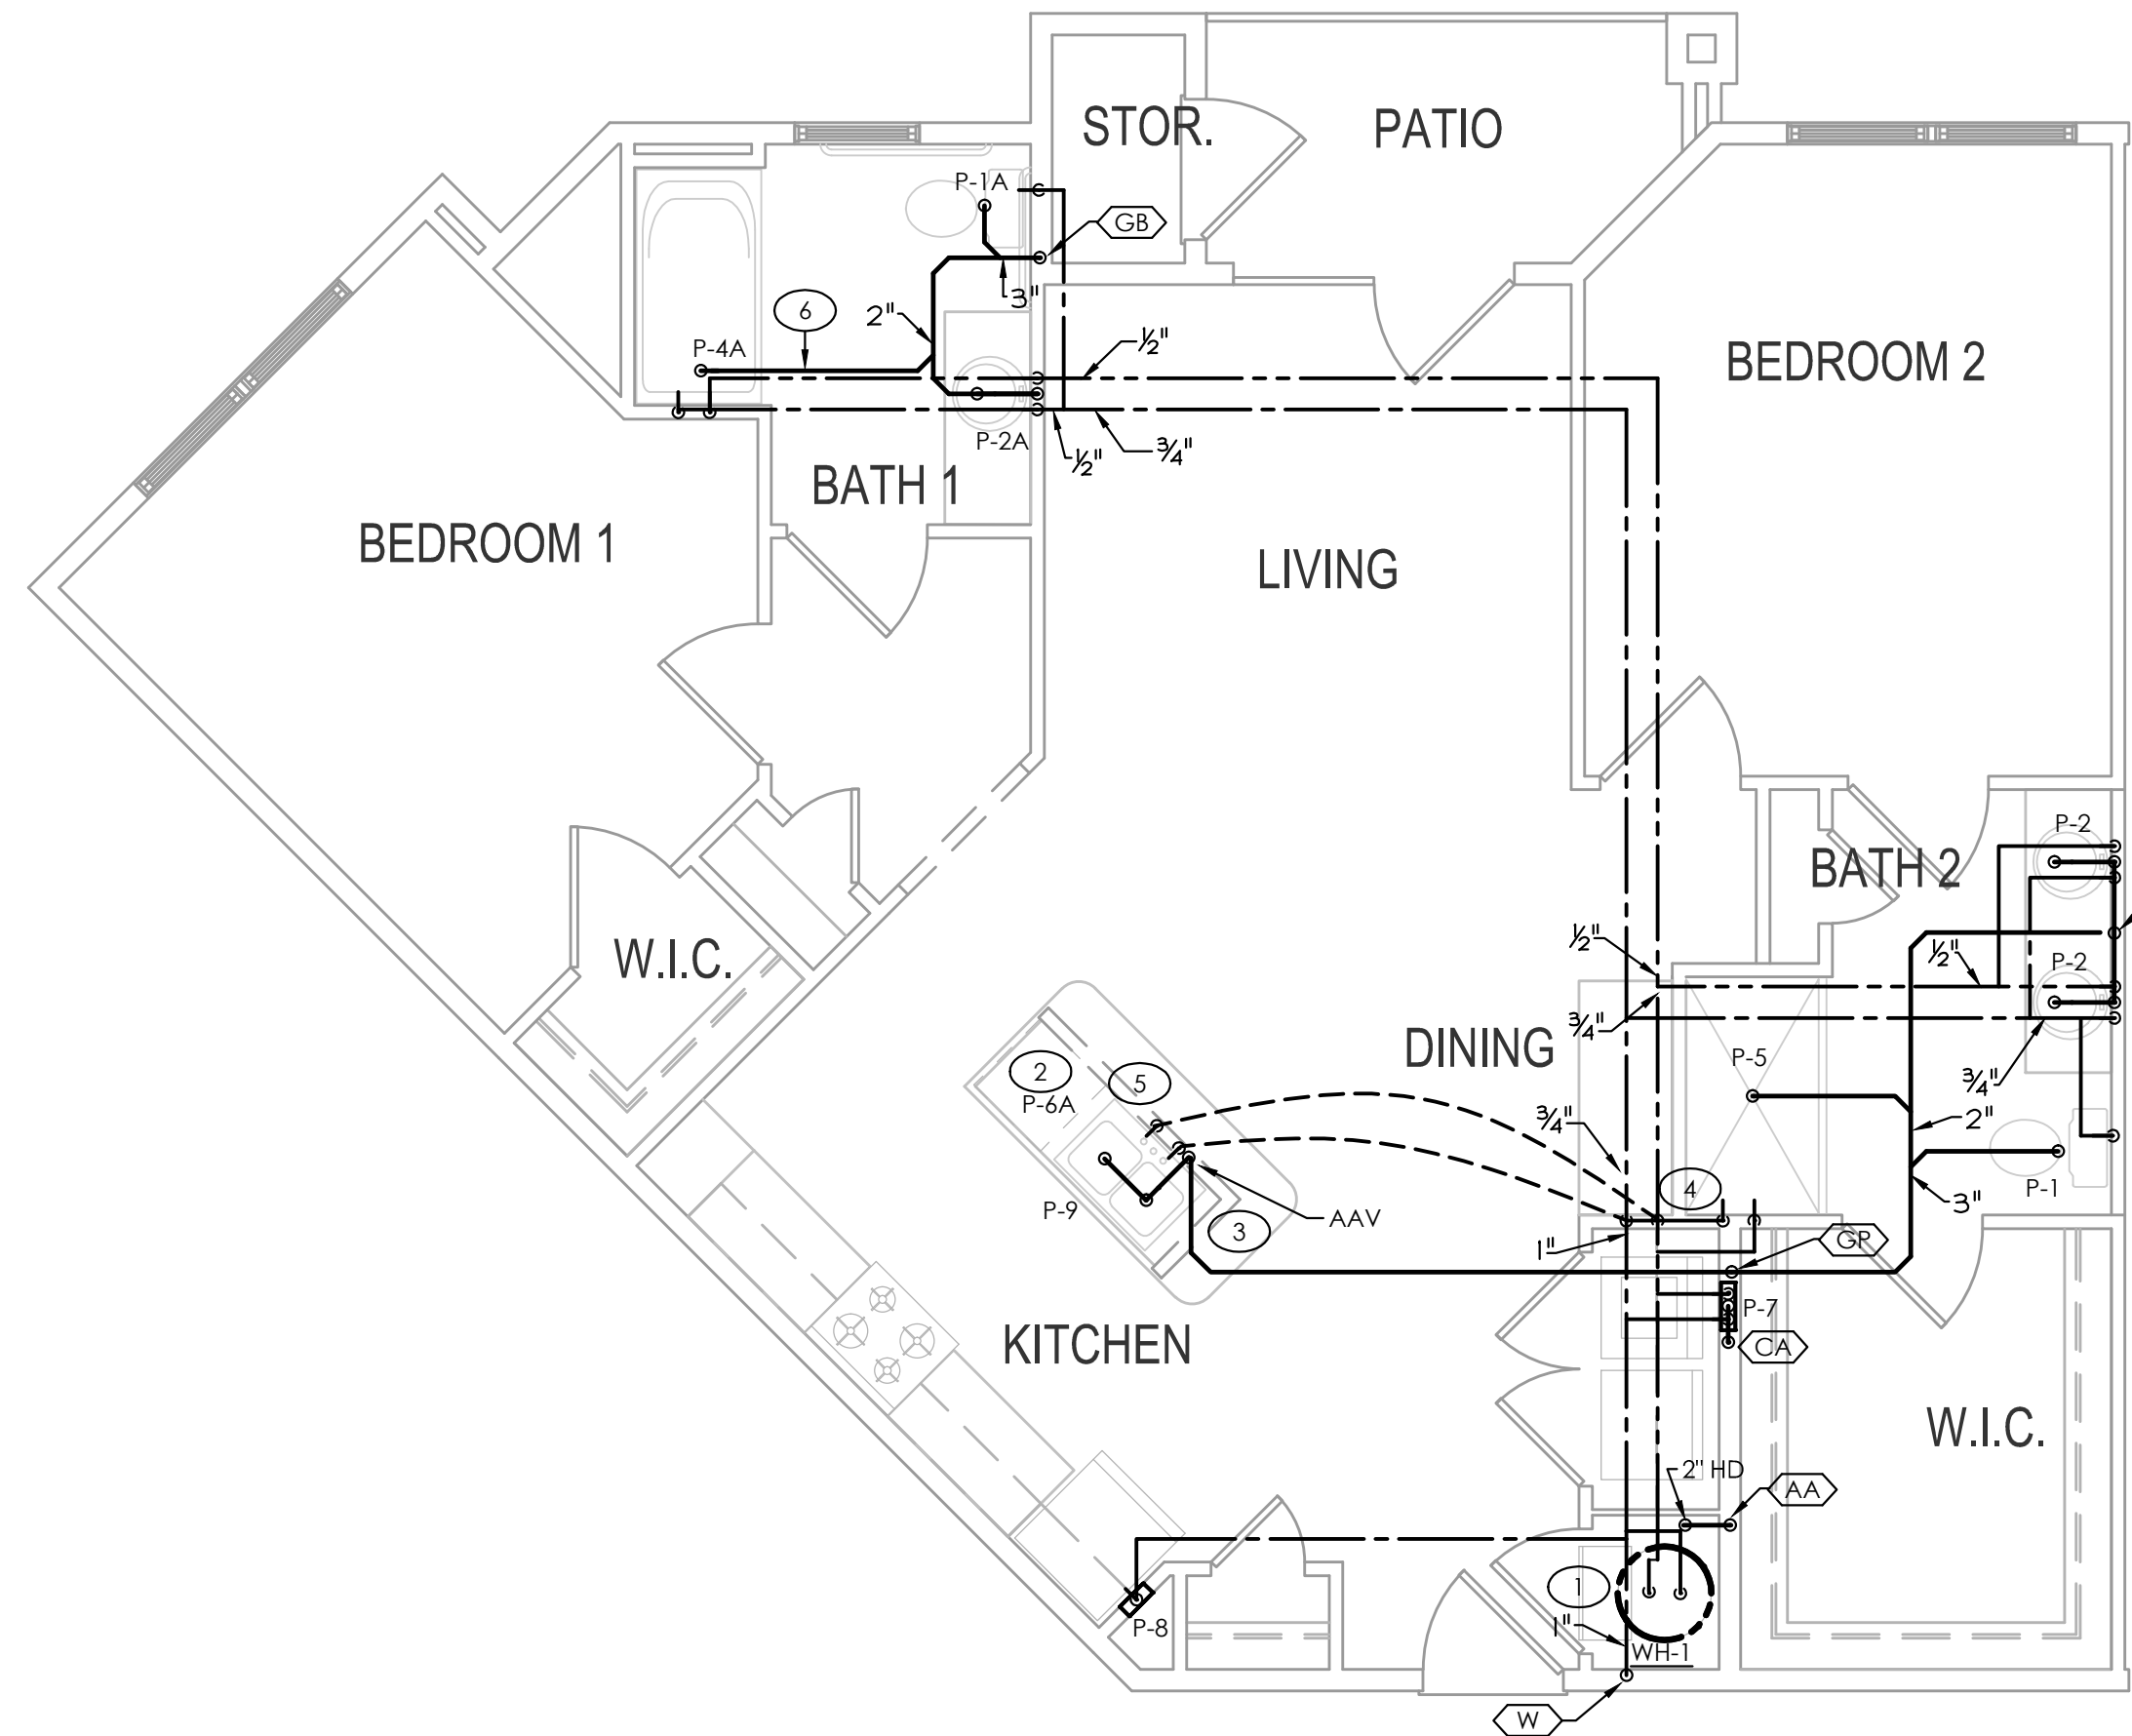 STOR.
PATIO
P-1A
GB
3"
6
2"
½"
P-4A
BEDROOM 2
P-2A
½"
¾"
BATH 1
BEDROOM 1
LIVING
P-2
BATH 2
½"
½"
W.I.C.
P-2
¾"
DINING
P-5
2
5
¾"
P-6A
¾"
2"
4
P-1
3"
P-9
AAV
3
1"
GP
P-7
KITCHEN
CA
W.I.C.
2" HD
AA
1
P-8
1"
WH-1
W